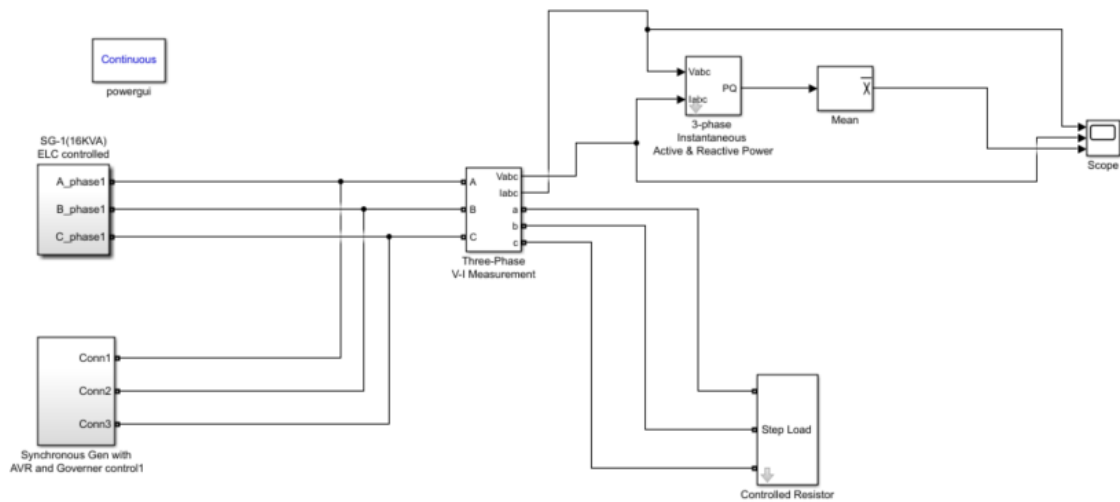 Continuous
powergui
SG-1(16KVA)
ELC controlled
A_phase1
B_phase1
C_phase1
Conn1
Conn2
Conn3
Synchronous Gen with
AVR and Governer control1
A
B
C
Vabc
Iabc
a
b
c
Three-Phase
V-I Measurement
Vabc
Iabc
PQ
3-phase
Instantaneous
Active & Reactive Power
X
Mean
Scope
Step Load
Controlled Resistor